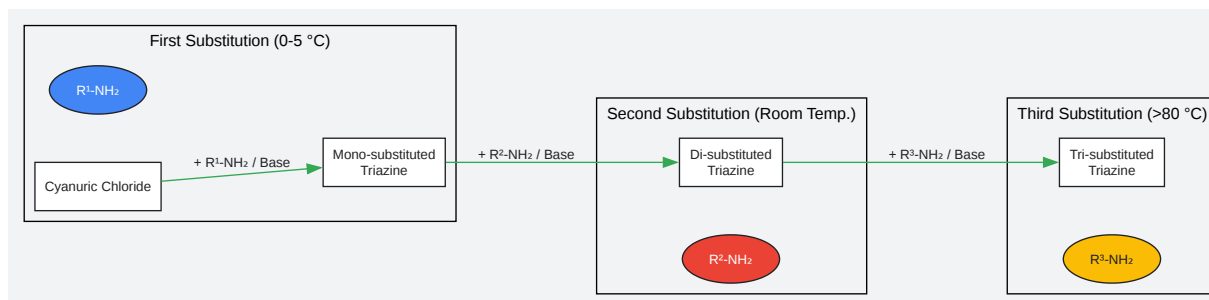 First Substitution (0-5 °C)
R¹-NH₂
Cyanuric Chloride
+ R¹-NH₂ / Base
Mono-substituted
Triazine
+ R²-NH₂ / Base
Second Substitution (Room Temp.)
Di-substituted
Triazine
R²-NH₂
+ R³-NH₂ / Base
Third Substitution (>80 °C)
Tri-substituted
Triazine
R³-NH₂